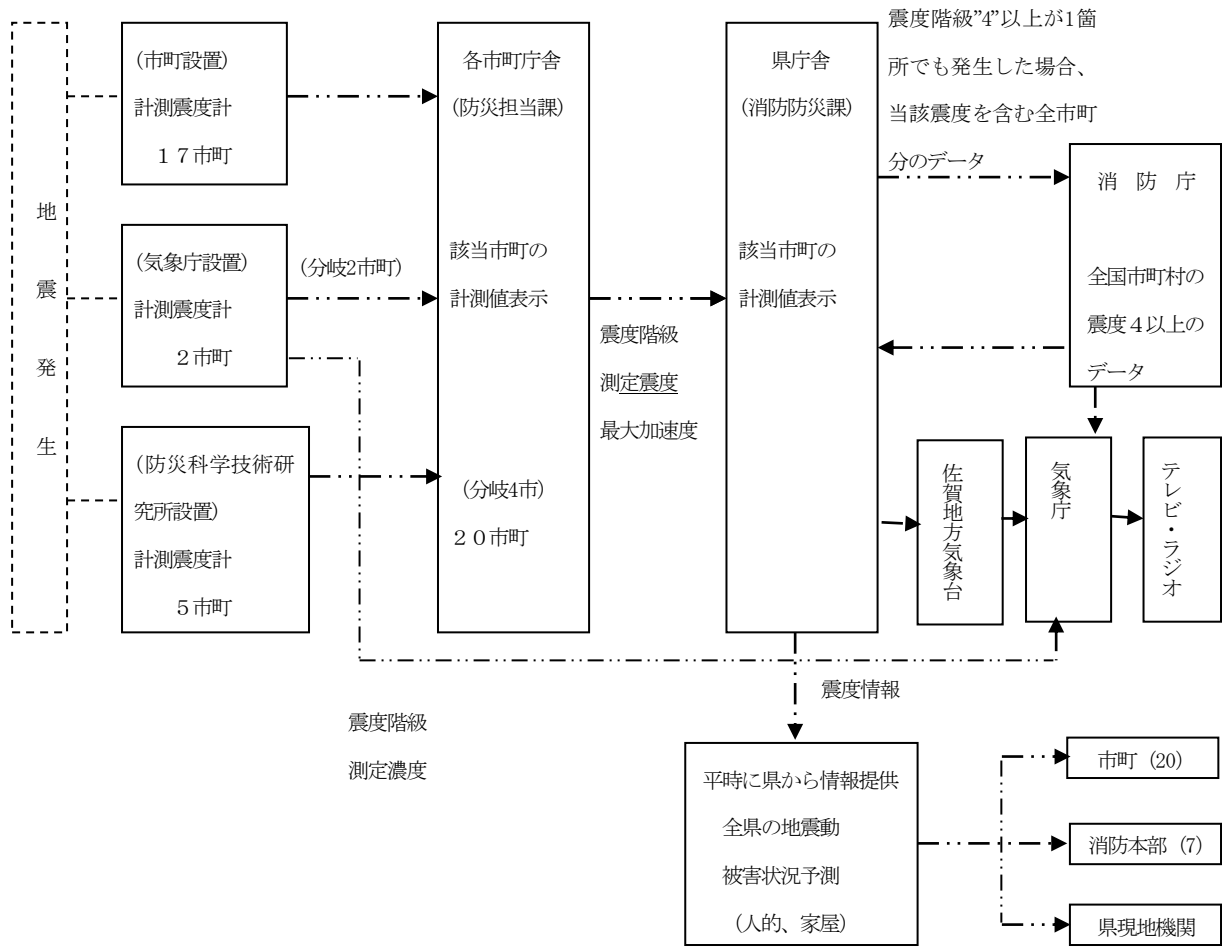 地震発生
(市町設置)
計測震度計
１７市町
(気象庁設置)
計測震度計
２市町
(防災科学技術研
究所設置)
計測震度計
５市町
(分岐2市町)
各市町庁舎
(防災担当課)
該当市町の
計測値表示
(分岐4市)
２０市町
震度階級
測定震度
最大加速度
県庁舎
(消防防災課)
該当市町の
計測値表示
震度階級”4”以上が1箇
所でも発生した場合、
当該震度を含む全市町
分のデータ
消　防　庁
全国市町村の
震度４以上の
データ
佐賀地方気象台
気象庁
テレビ・ラジオ
震度情報
震度階級
測定濃度
平時に県から情報提供
全県の地震動
被害状況予測
(人的、家屋)
市町 (20)
消防本部 (7)
県現地機関